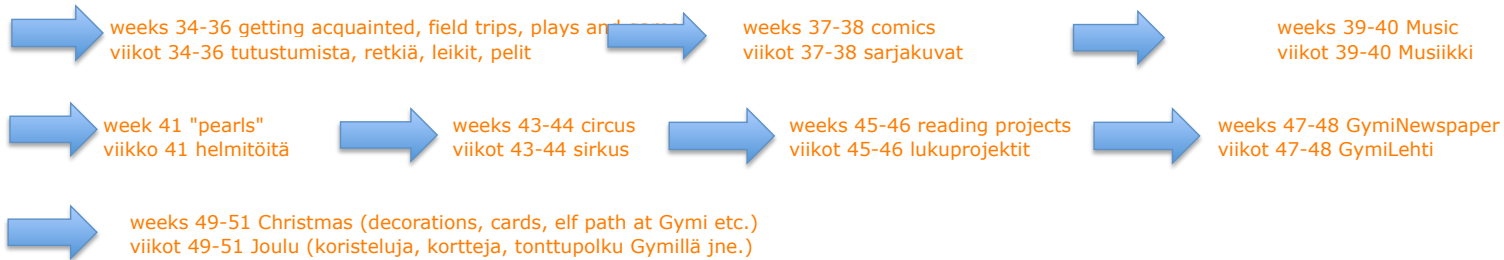 weeks 34-36 getting acquainted, field trips, plays and
viikot 34-36 tutustumista, retkiä, leikit, pelit
weeks 37-38 comics
viikot 37-38 sarjakuvat
weeks 39-40 Music
viikot 39-40 Musiikki
week 41 "pearls"
viikko 41 helmitöitä
weeks 43-44 circus
viikot 43-44 sirkus
weeks 45-46 reading projects
viikot 45-46 lukuprojektit
weeks 47-48 GymiNewspaper
viikot 47-48 GymiLehti
weeks 49-51 Christmas (decorations, cards, elf path at Gymi etc.)
viikot 49-51 Joulu (koristeluja, kortteja, tonttupolku Gymillä jne.)